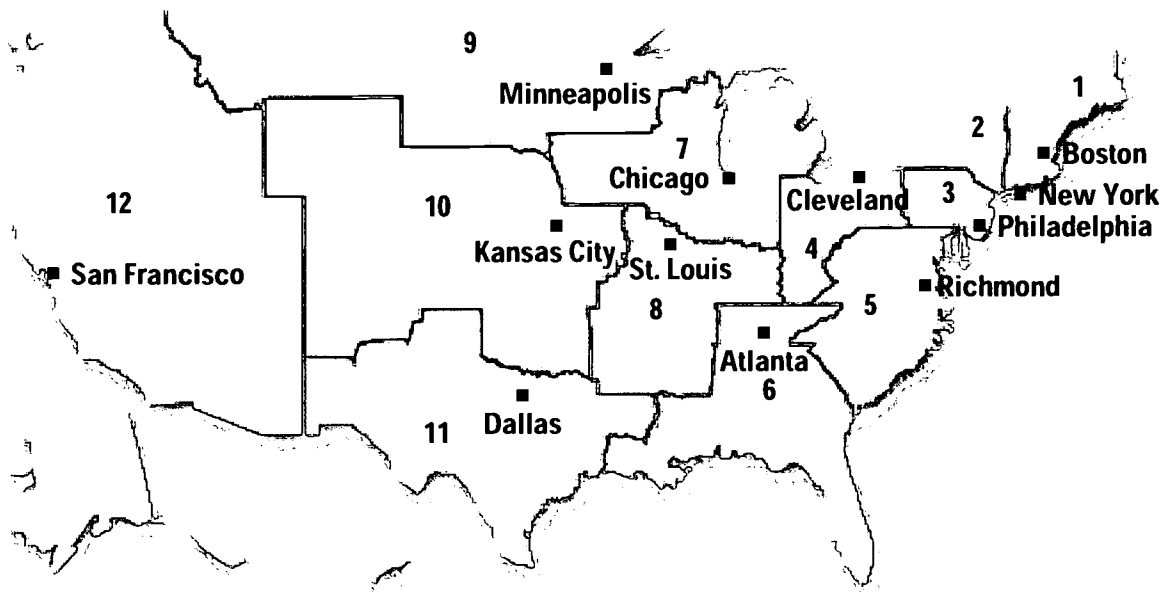 9
Minneapolis
1
2
7
Boston
Chicago
Cleveland
3
New York
12
10
Philadelphia
Kansas City
St. Louis
4
San Francisco
Richmond
8
5
Atlanta
6
Dallas
11